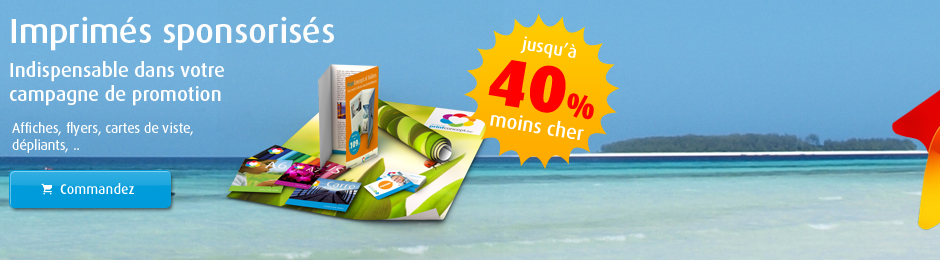 Imprimés sponsorisés
Indispensable dans votre
campagne de promotion
Affiches, flyers, cartes de viste,
dépliants, ..
Commandez
jusqu'à
40%
moins cher